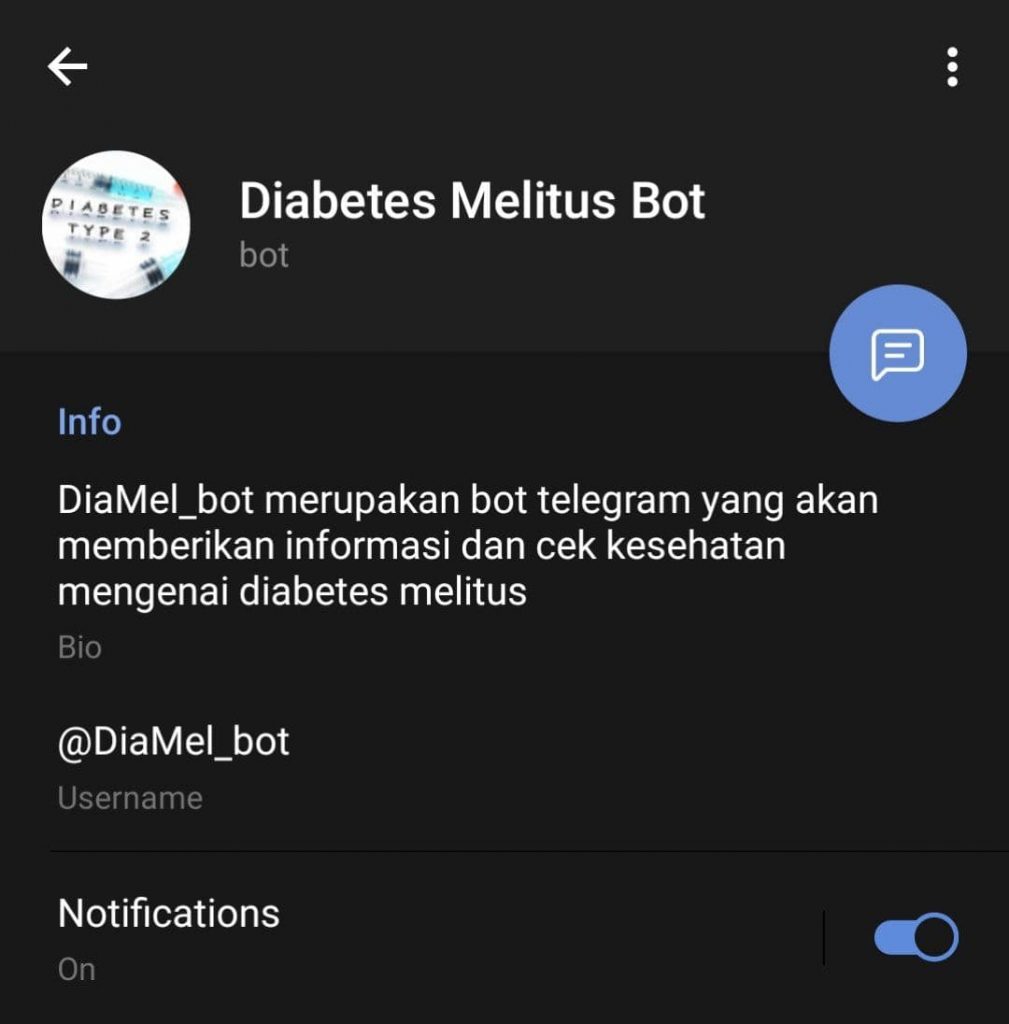 Diabetes Melitus Bot
bot
DIABETES
TYPE 2
Info
DiaMel_bot merupakan bot telegram yang akan
memberikan informasi dan cek kesehatan
mengenai diabetes melitus
Bio
@DiaMel_bot
Username
Notifications
On